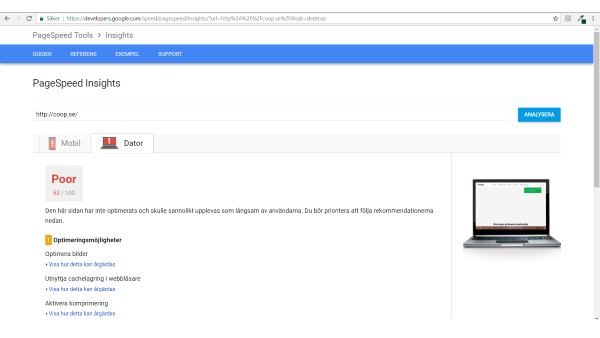 Säker | https://developers.google.com/speed/pagespeed/insights/?url=http%3A%2F%2Fcoop.se%2F&tab=desktop
PageSpeed Tools > Insights
GUIDER REFERENS EXEMPEL SUPPORT
PageSpeed Insights
http://coop.se/ ANALYSERA
Mobil Dator
Poor
53 / 100
Den här sidan har inte optimerats och skulle sannolikt upplevas som långsam av användarna. Du bör prioritera att följa rekommendationerna
nedan.
Optimeringsmöjligheter
Optimera bilder
Visa hur detta kan åtgärdas
Utnyttja cachelagring i webbläsare
Visa hur detta kan åtgärdas
Aktivera komprimering
Visa hur detta kan åtgärdas